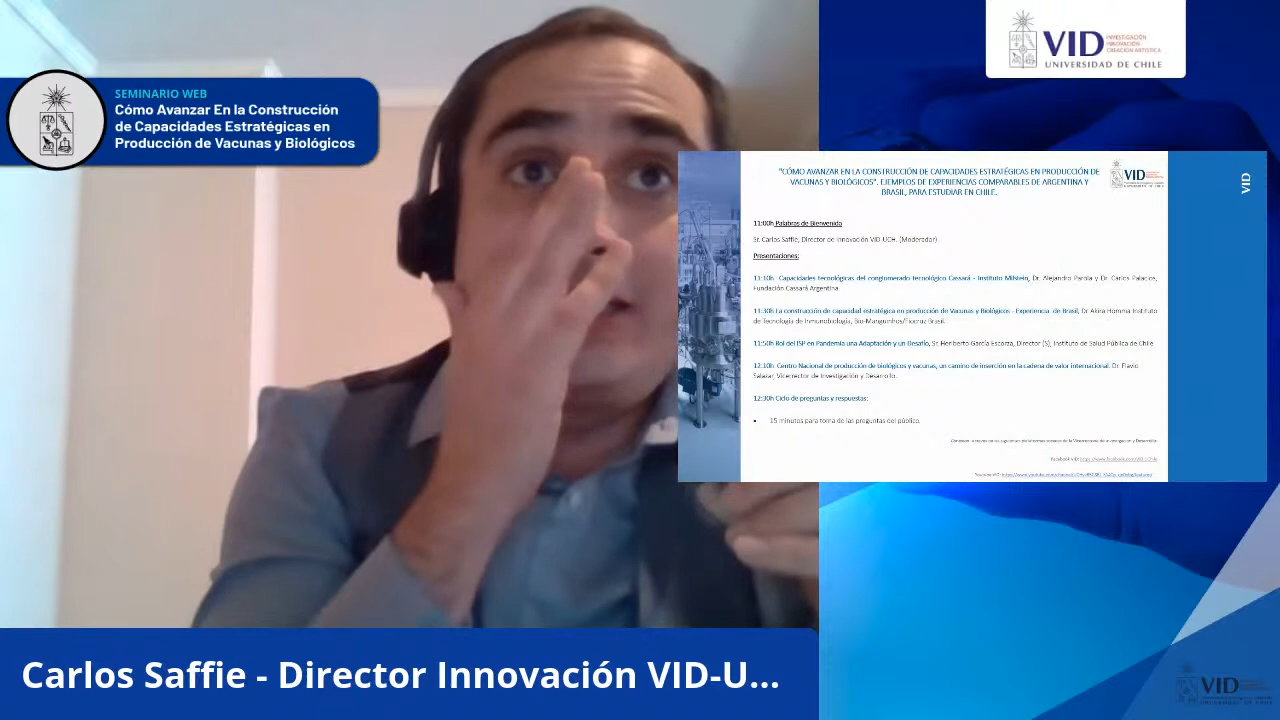 SEMINARIO WEB
Cómo Avanzar En la Construcción
de Capacidades Estratégicas en
Producción de Vacunas y Biológicos
VID
INVESTIGACIÓN
INNOVACIÓN
CREACIÓN ARTÍSTICA
UNIVERSIDAD DE CHILE
"CÓMO AVANZAR EN LA CONSTRUCCIÓN DE CAPACIDADES ESTRATÉGICAS EN PRODUCCIÓN DE
VACUNAS Y BIOLÓGICOS". EJEMPLOS DE EXPERIENCIAS COMPARABLES DE ARGENTINA Y
BRASIL, PARA ESTUDIAR EN CHILE.
VID
VID
11:00h Palabras de Bienvenida
Sr. Carlos Saffie, Director de Innovación VID UCH. (Moderador)
Presentaciones:
11:10h Capacidades tecnológicas del conglomerado tecnológico Cassará - Instituto Milstein, Dr. Alejandro Parola y Dr. Carlos Palacios,
Fundación Cassará Argentina.
11:30h La construcción de capacidad estratégica en producción de Vacunas y Biológicos - Experiencia de Brasil, Dr. Akira Homma Instituto
de Tecnología de Inmunobiología, Bio-Manguinhos/Fiocruz Brasil.
11:50h Rol del ISP en Pandemia una Adaptación y un Desafío, Sr. Heriberto García Escorza, Director (S), Instituto de Salud Pública de Chile
12.10h Centro Nacional de producción de biológicos y vacunas, un camino de inserción en la cadena de valor internacional. Dr. Flavio
Salazar, Vicerrector de Investigación y Desarrollo.
12:30h Ciclo de preguntas y respuestas:
• 15 minutos para toma de las preguntas del público.
Carlos Saffie - Director Innovación VID-U...
VID
UNIVERSIDAD DE CHILE